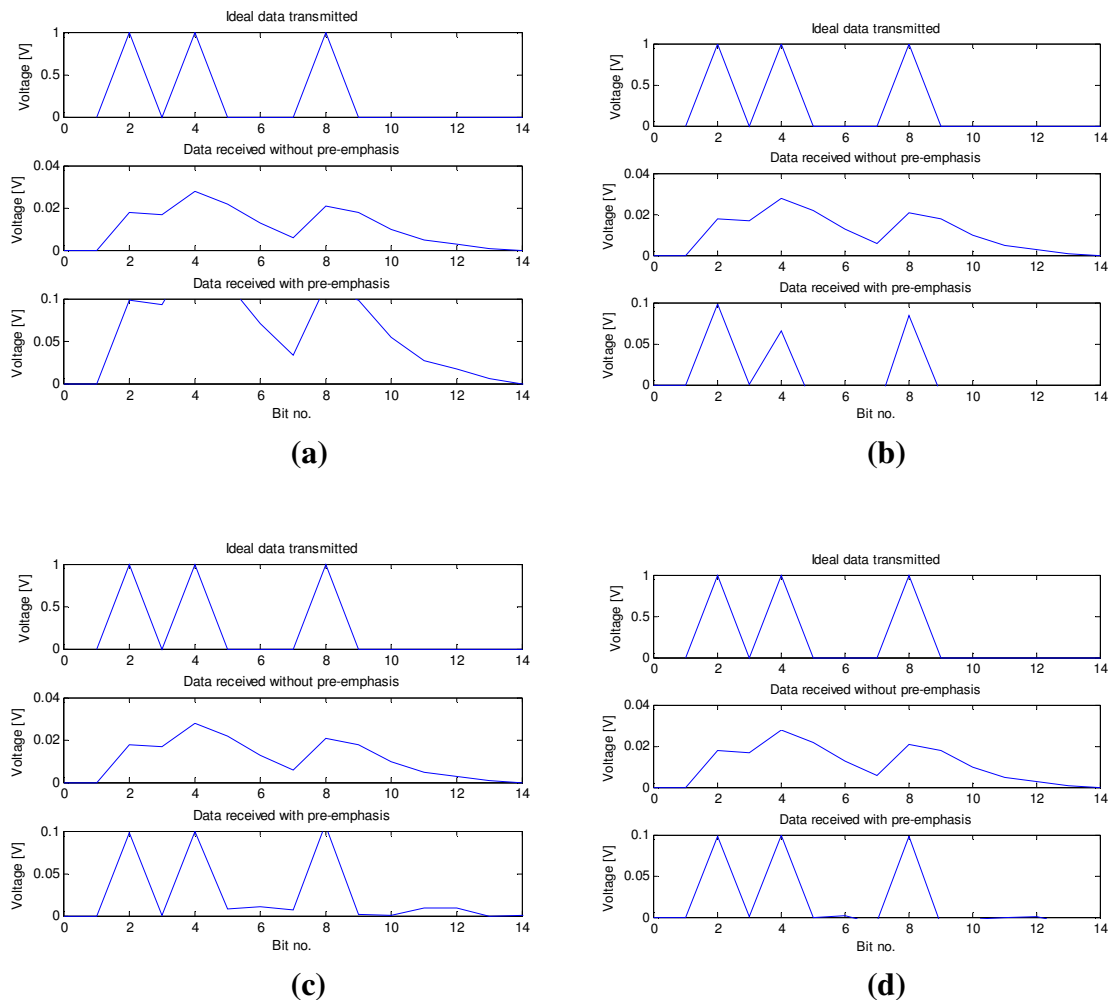 Ideal data transmitted
Voltage [V]
1
0.5
0
0 2 4 6 8 10 12 14
Data received without pre-emphasis
Voltage [V]
0.04
0.02
0
0 2 4 6 8 10 12 14
Data received with pre-emphasis
Voltage [V]
0.1
0.05
0
0 2 4 6 8 10 12 14
Bit no.
(a)
Ideal data transmitted
Voltage [V]
1
0.5
0
0 2 4 6 8 10 12 14
Data received without pre-emphasis
Voltage [V]
0.04
0.02
0
0 2 4 6 8 10 12 14
Data received with pre-emphasis
Voltage [V]
0.1
0.05
0
0 2 4 6 8 10 12 14
Bit no.
(b)
Ideal data transmitted
Voltage [V]
1
0.5
0
0 2 4 6 8 10 12 14
Data received without pre-emphasis
Voltage [V]
0.04
0.02
0
0 2 4 6 8 10 12 14
Data received with pre-emphasis
Voltage [V]
0.1
0.05
0
0 2 4 6 8 10 12 14
Bit no.
(c)
Ideal data transmitted
Voltage [V]
1
0.5
0
0 2 4 6 8 10 12 14
Data received without pre-emphasis
Voltage [V]
0.04
0.02
0
0 2 4 6 8 10 12 14
Data received with pre-emphasis
Voltage [V]
0.1
0.05
0
0 2 4 6 8 10 12 14
Bit no.
(d)